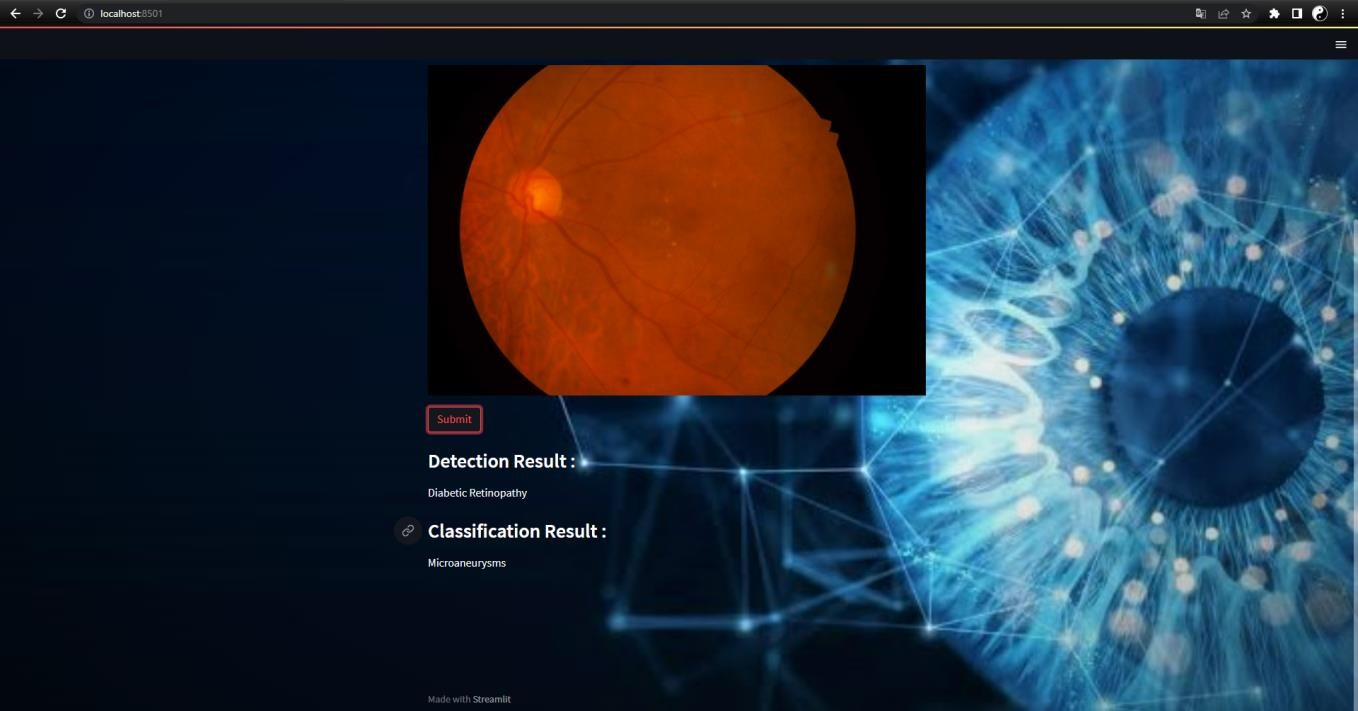 localhost:8501
Submit
Detection Result :
Diabetic Retinopathy
Classification Result :
Microaneurysms
Made with Streamlit